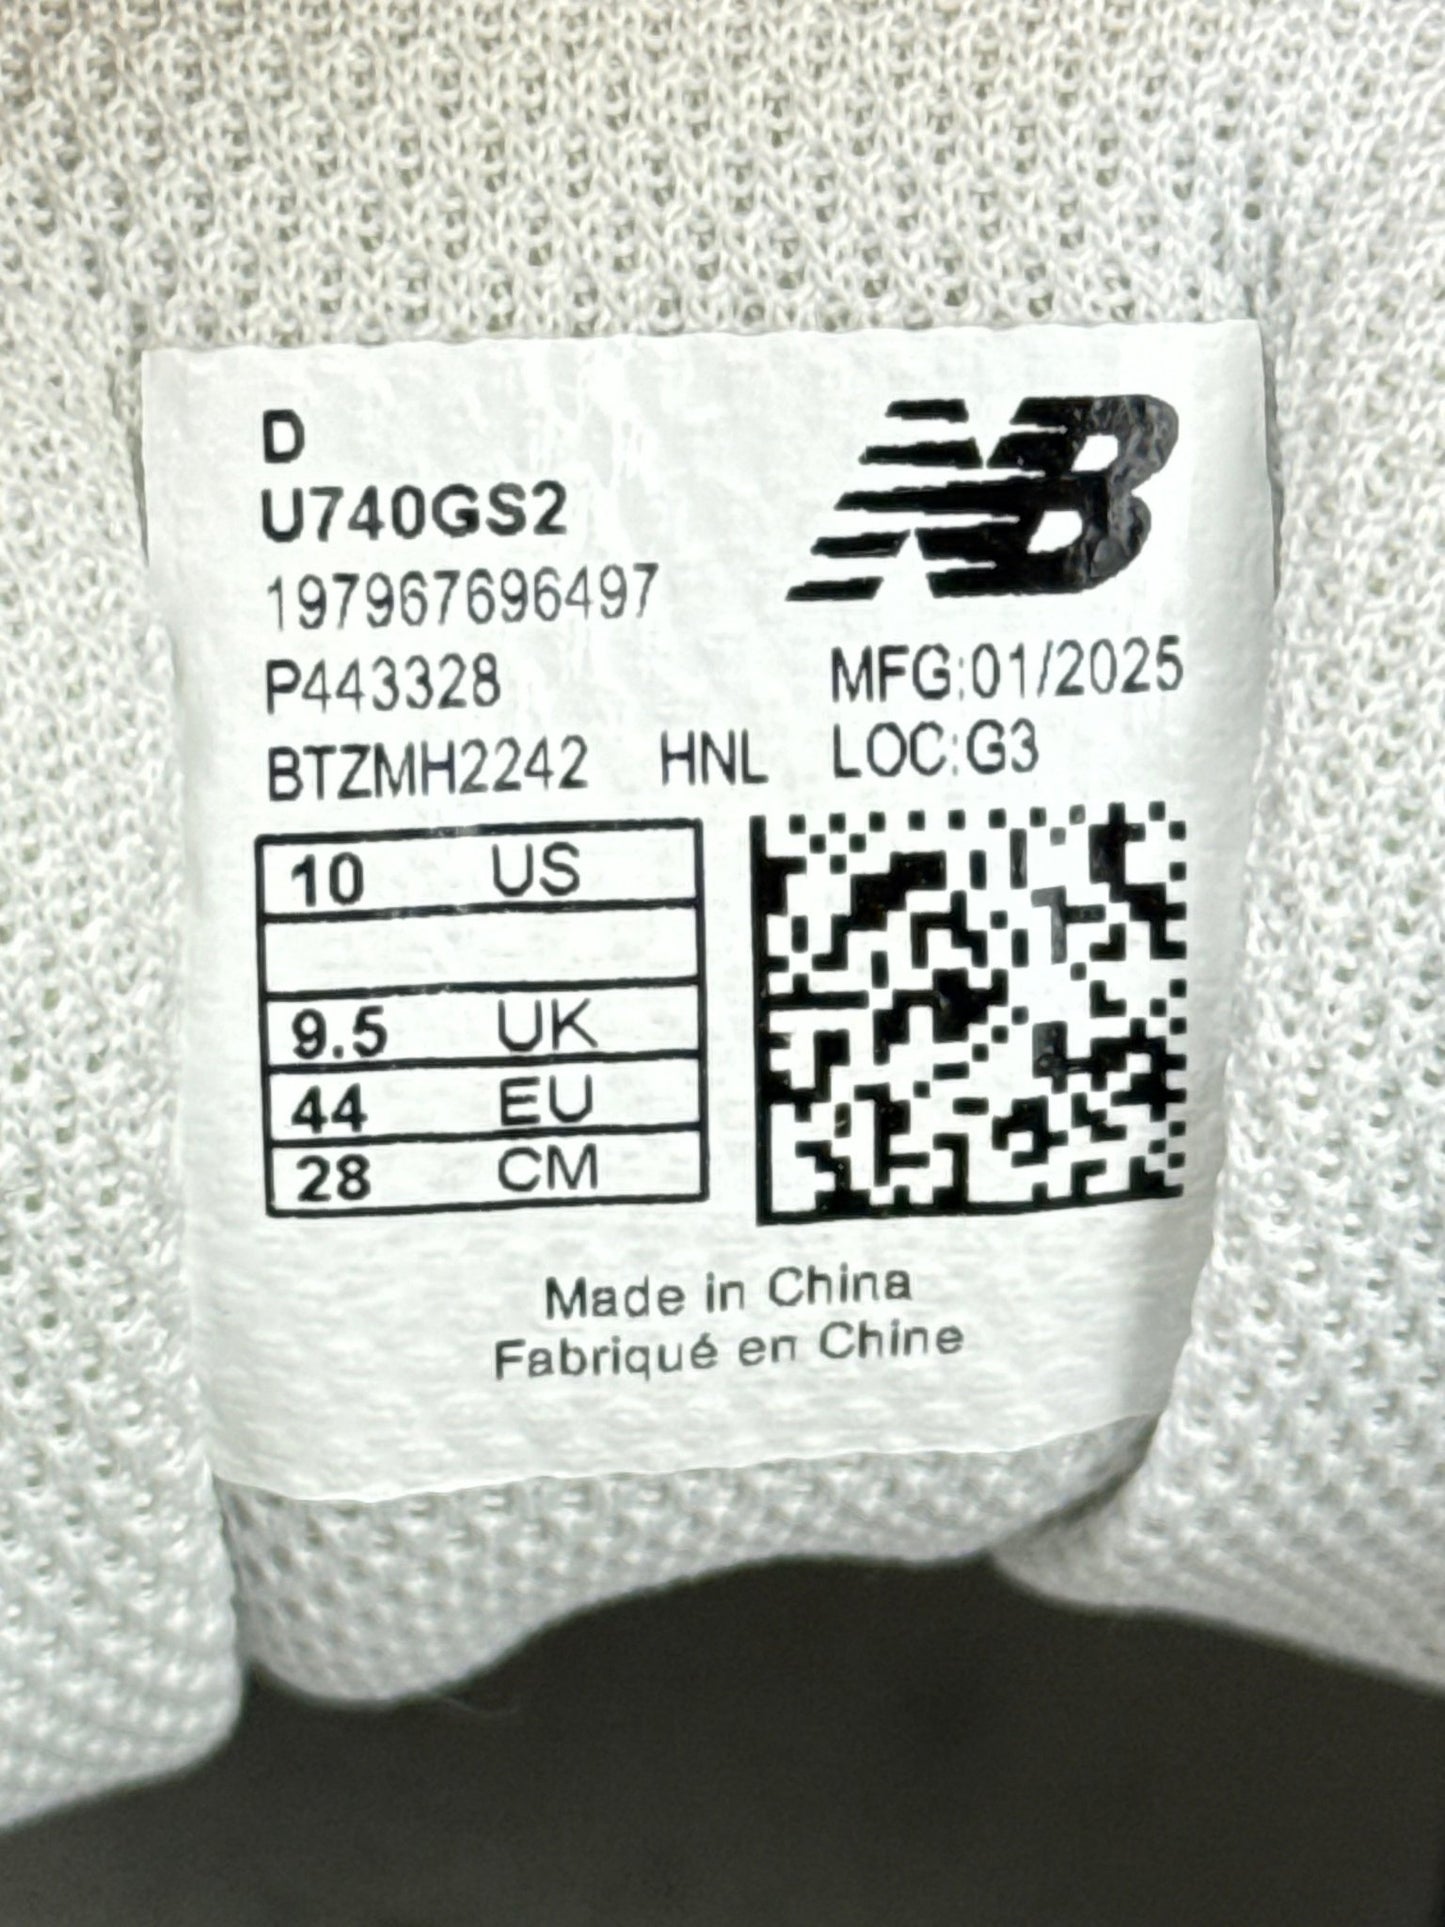 D
NB
U740GS2
197967696497
P443328
MFG:01/2025
BTZMH2242 HNL LOC:G3
10 US
9.5 UK
44 EU
28 CM
Made in China
Fabriqué en Chine